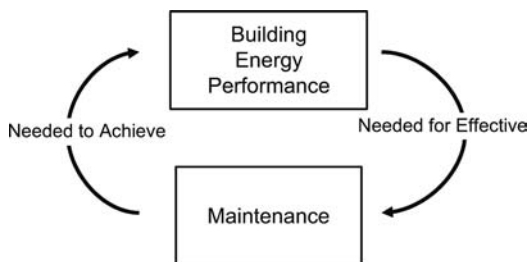 Building
Energy
Performance
Needed to Achieve
Needed for Effective
Maintenance